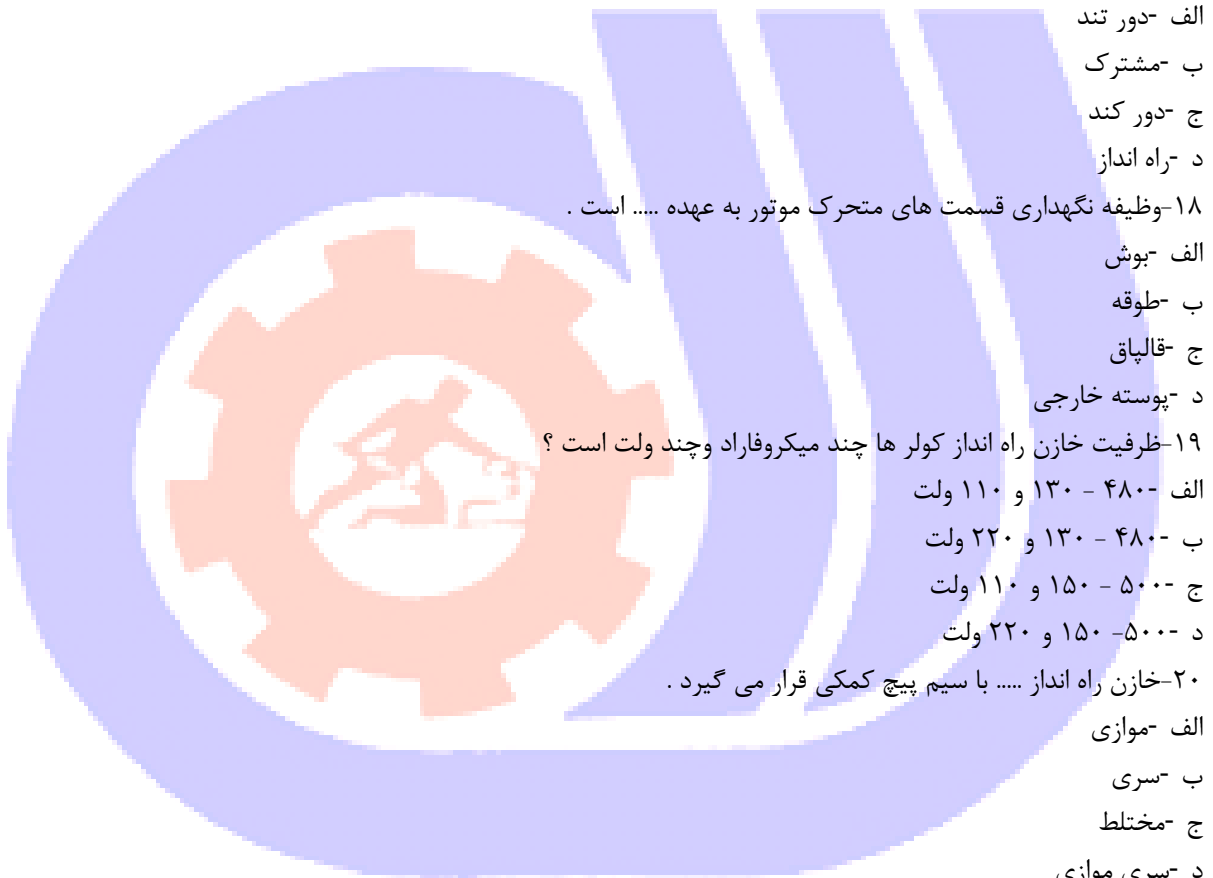 الف -دور تند
ب -مشترک
ج -دور کند
د -راه انداز
۱۸-وظیفه نگهداری قسمت های متحرک موتور به عهده ..... است .
الف -بوش
ب -طوقه
ج -قالپاق
د -پوسته خارجی
۱۹-ظرفیت خازن راه انداز کولر ها چند میکروفاراد وچند ولت است ؟
الف -۴۸۰ - ۱۳۰ و ۱۱۰ ولت
ب -۴۸۰ - ۱۳۰ و ۲۲۰ ولت
ج -۵۰۰ - ۱۵۰ و ۱۱۰ ولت
د -۵۰۰- ۱۵۰ و ۲۲۰ ولت
۲۰-خازن راه انداز ..... با سیم پیچ کمکی قرار می گیرد .
الف -موازی
ب -سری
ج -مختلط
د -سری موازی